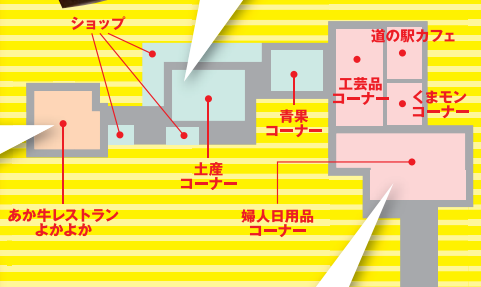 ショップ
道の駅カフェ
工芸品
コーナー
くまモン
コーナー
青果
コーナー
土産
コーナー
あか牛レストラン
よかよか
婦人日用品
コーナー